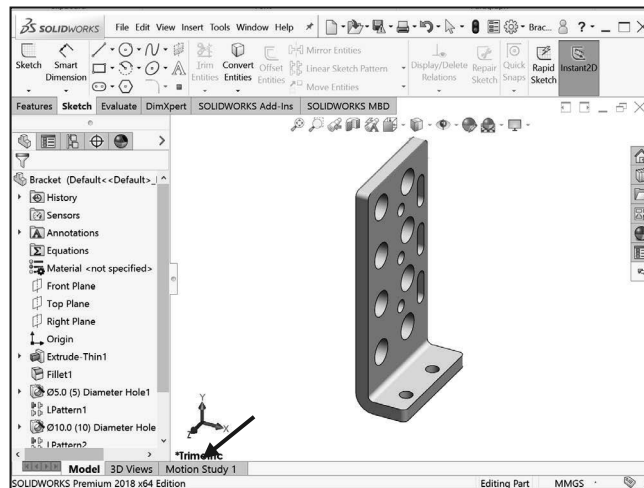 3S SOLIDWORKS File Edit View Insert Tools Window Help Brac... ?
Sketch Smart Dimension Trim Entities Convert Entities Offset Entities Mirror Entities Linear Sketch Pattern Move Entities Display/Delete Relations Repair Sketch Quick Snaps Rapid Sketch Instant2D
Features Sketch Evaluate DimXpert SOLIDWORKS Add-Ins SOLIDWORKS MBD
Bracket (Default<<Default>_
History
Sensors
Annotations
Equations
Material <not specified>
Front Plane
Top Plane
Right Plane
Origin
Extrude-Thin1
Fillet1
Ø5.0 (5) Diameter Hole1
LPattern1
Ø10.0 (10) Diameter Hole
LPattern2
Y
X
Z
*Trimetric
Model 3D Views Motion Study 1
SOLIDWORKS Premium 2018 x64 Edition Editing Part MMGS